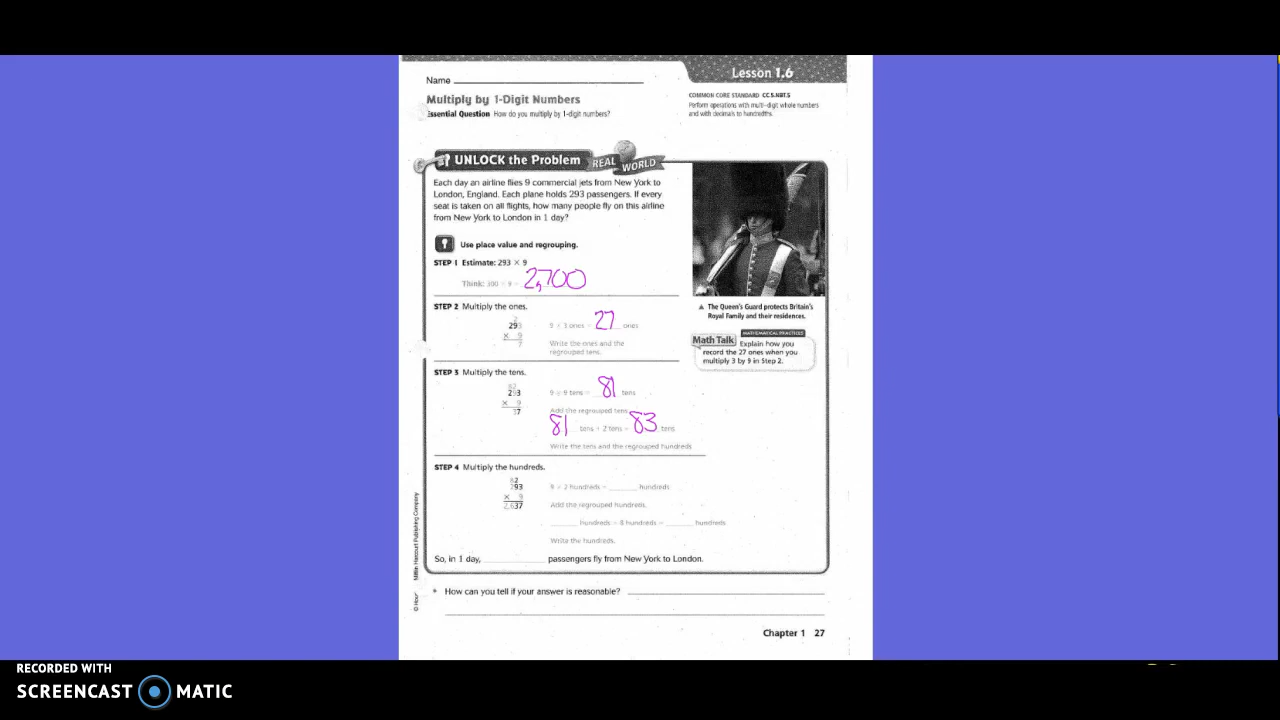 Lesson 1.6
Name
Multiply by 1-Digit Numbers
Essential Question How do you multiply by 1-digit numbers?
COMMON CORE STANDARD CC.5.NBT.5
Perform operations with multi-digit whole numbers
and with decimals to hundredths.
UNLOCK the Problem REAL WORLD
Each day an airline flies 9 commercial jets from New York to
London, England. Each plane holds 293 passengers. If every
seat is taken on all flights, how many people fly on this airline
from New York to London in 1 day?
Use place value and regrouping.
STEP 1 Estimate: 293 × 9
Think: 300 × 9 = 2,700
STEP 2 Multiply the ones.
2
293
× 9
7
9 × 3 ones = 27 ones
Write the ones and the
regrouped tens.
STEP 3 Multiply the tens.
82
293
× 9
37
9 × 9 tens = 81 tens
Add the regrouped tens.
81 tens + 2 tens = 83 tens
Write the tens and the regrouped hundreds
STEP 4 Multiply the hundreds.
82
293
× 9
2,637
9 × 2 hundreds = hundreds
Add the regrouped hundreds.
hundreds + 8 hundreds = hundreds
Write the hundreds.
So, in 1 day, passengers fly from New York to London.
▲ The Queen's Guard protects Britain's
Royal Family and their residences.
MATHEMATICAL PRACTICES
Math Talk Explain how you
record the 27 ones when you
multiply 3 by 9 in Step 2.
How can you tell if your answer is reasonable?
Mifflin Harcourt Publishing Company
Chapter 1 27
RECORDED WITH
SCREENCAST MATIC